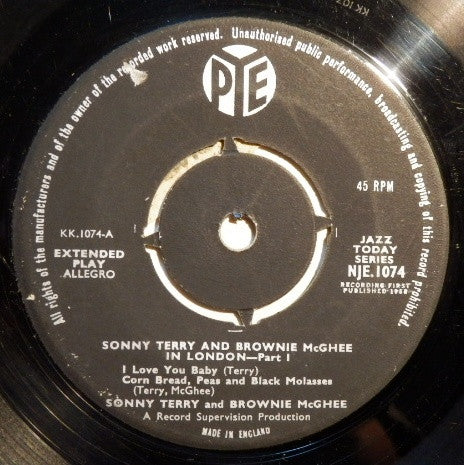 All rights of the manufacturers and of the owner of the recorded work reserved. Unauthorised public performance, broadcasting and copying of this record prohibited.
PYE
45 RPM
KK.1074-A
EXTENDED
PLAY
ALLEGRO
JAZZ
TODAY
SERIES
NJE.1074
RECORDING FIRST
PUBLISHED 1958
SONNY TERRY AND BROWNIE McGHEE
IN LONDON—Part I
I Love You Baby (Terry)
Corn Bread, Peas and Black Molasses
(Terry, McGhee)
SONNY TERRY and BROWNIE McGHEE
A Record Supervision Production
MADE IN ENGLAND